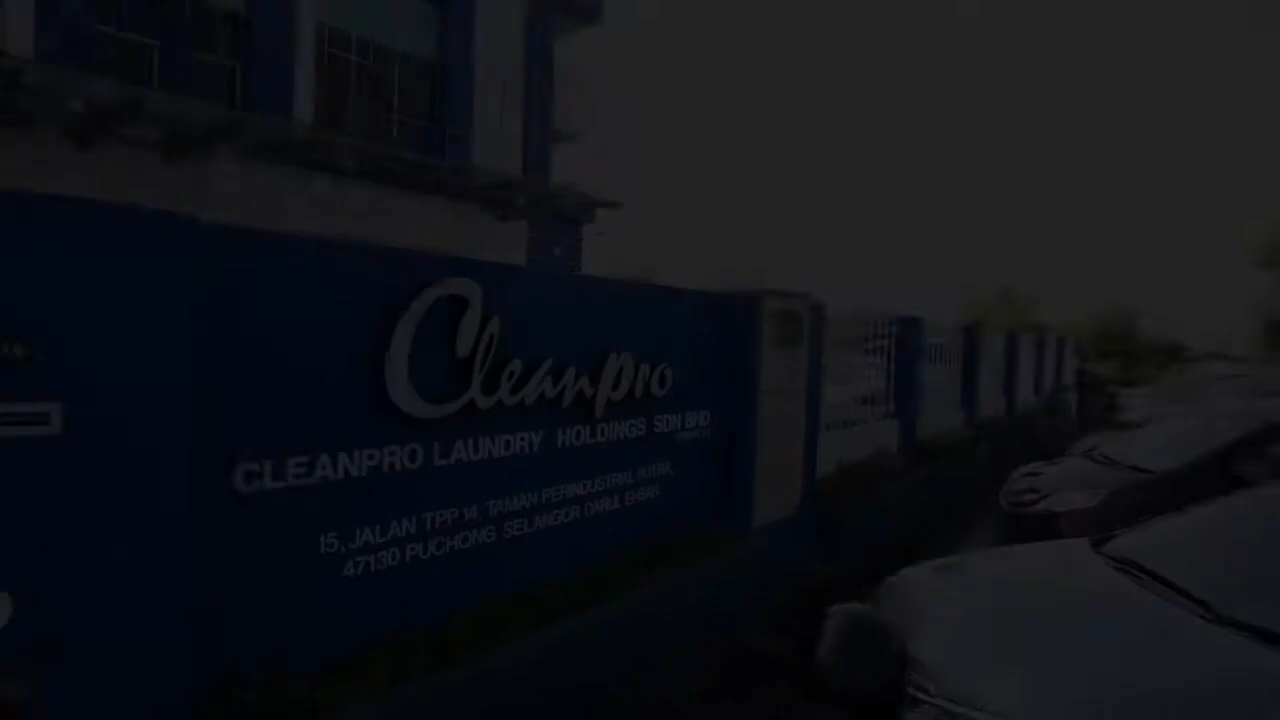 Cleanpro
CLEANPRO LAUNDRY HOLDINGS SDN BHD
15, JALAN TPP 14, TAMAN PERINDUSTRIAL PUTRA,
47130 PUCHONG SELANGOR DARUL EHSAN.